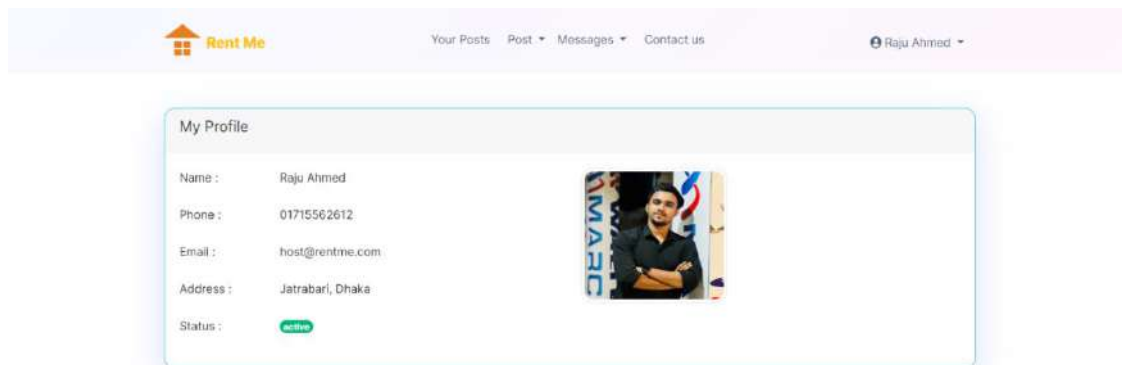 Rent Me Your Posts Post Messages Contact us Raju Ahmed
My Profile
Name : Raju Ahmed
Phone : 01715562612
Email : host@rentme.com
Address : Jatrabari, Dhaka
Status : active